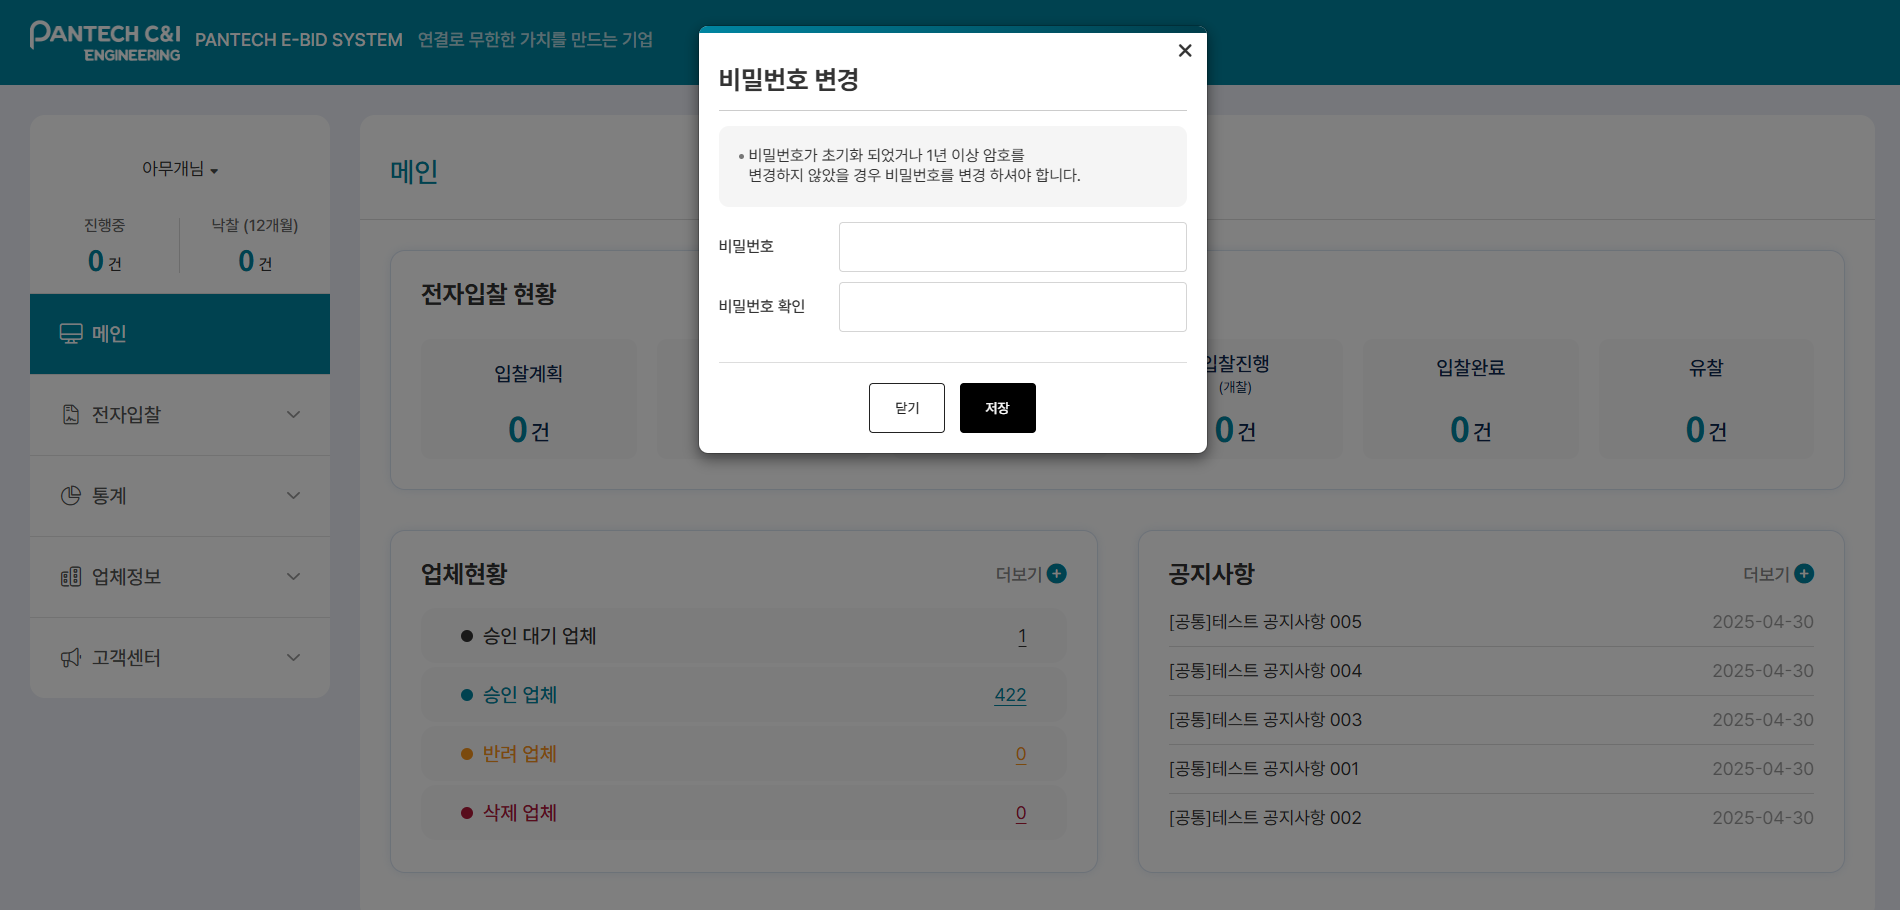 PANTECH C&I
ENGINEERING
PANTECH E-BID SYSTEM 연결로 무한한 가치를 만드는 기업
아무개님
진행중
0 건
낙찰 (12개월)
0 건
메인
전자입찰
통계
업체정보
고객센터
메인
전자입찰 현황
입찰계획
0 건
입찰진행
(개찰)
0 건
입찰완료
0 건
유찰
0 건
비밀번호 변경
• 비밀번호가 초기화 되었거나 1년 이상 암호를
변경하지 않았을 경우 비밀번호를 변경 하셔야 합니다.
비밀번호
비밀번호 확인
닫기
저장
업체현황
더보기
승인 대기 업체 1
승인 업체 422
반려 업체 0
삭제 업체 0
공지사항
더보기
[공통]테스트 공지사항 005 2025-04-30
[공통]테스트 공지사항 004 2025-04-30
[공통]테스트 공지사항 003 2025-04-30
[공통]테스트 공지사항 001 2025-04-30
[공통]테스트 공지사항 002 2025-04-30